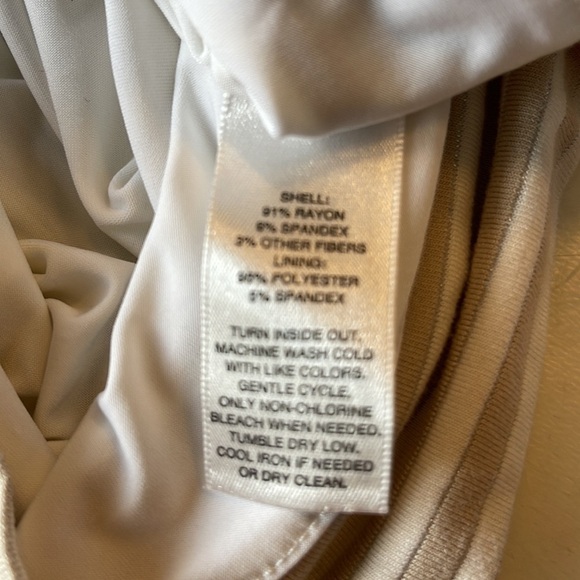 SHELL:
91% RAYON
6% SPANDEX
3% OTHER FIBERS
LINING:
95% POLYESTER
5% SPANDEX
TURN INSIDE OUT,
MACHINE WASH COLD
WITH LIKE COLORS.
GENTLE CYCLE,
ONLY NON-CHLORINE
BLEACH WHEN NEEDED,
TUMBLE DRY LOW,
COOL IRON IF NEEDED
OR DRY CLEAN.